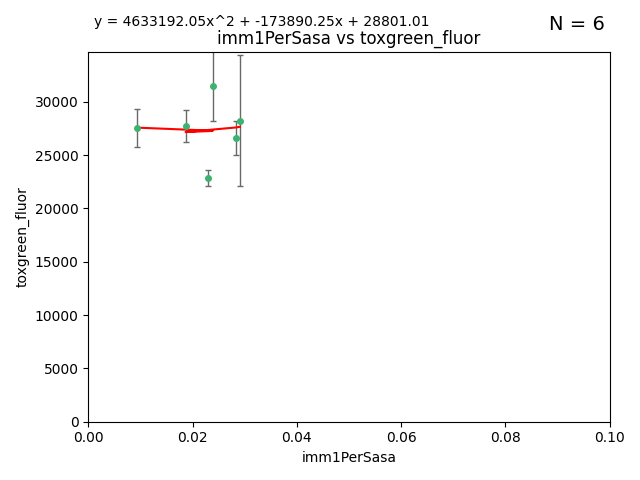 y = 4633192.05x^2 + -173890.25x + 28801.01
N = 6
imm1PerSasa vs toxgreen_fluor
30000
25000
20000
15000
10000
5000
0
toxgreen_fluor
0.00 0.02 0.04 0.06 0.08 0.10
imm1PerSasa